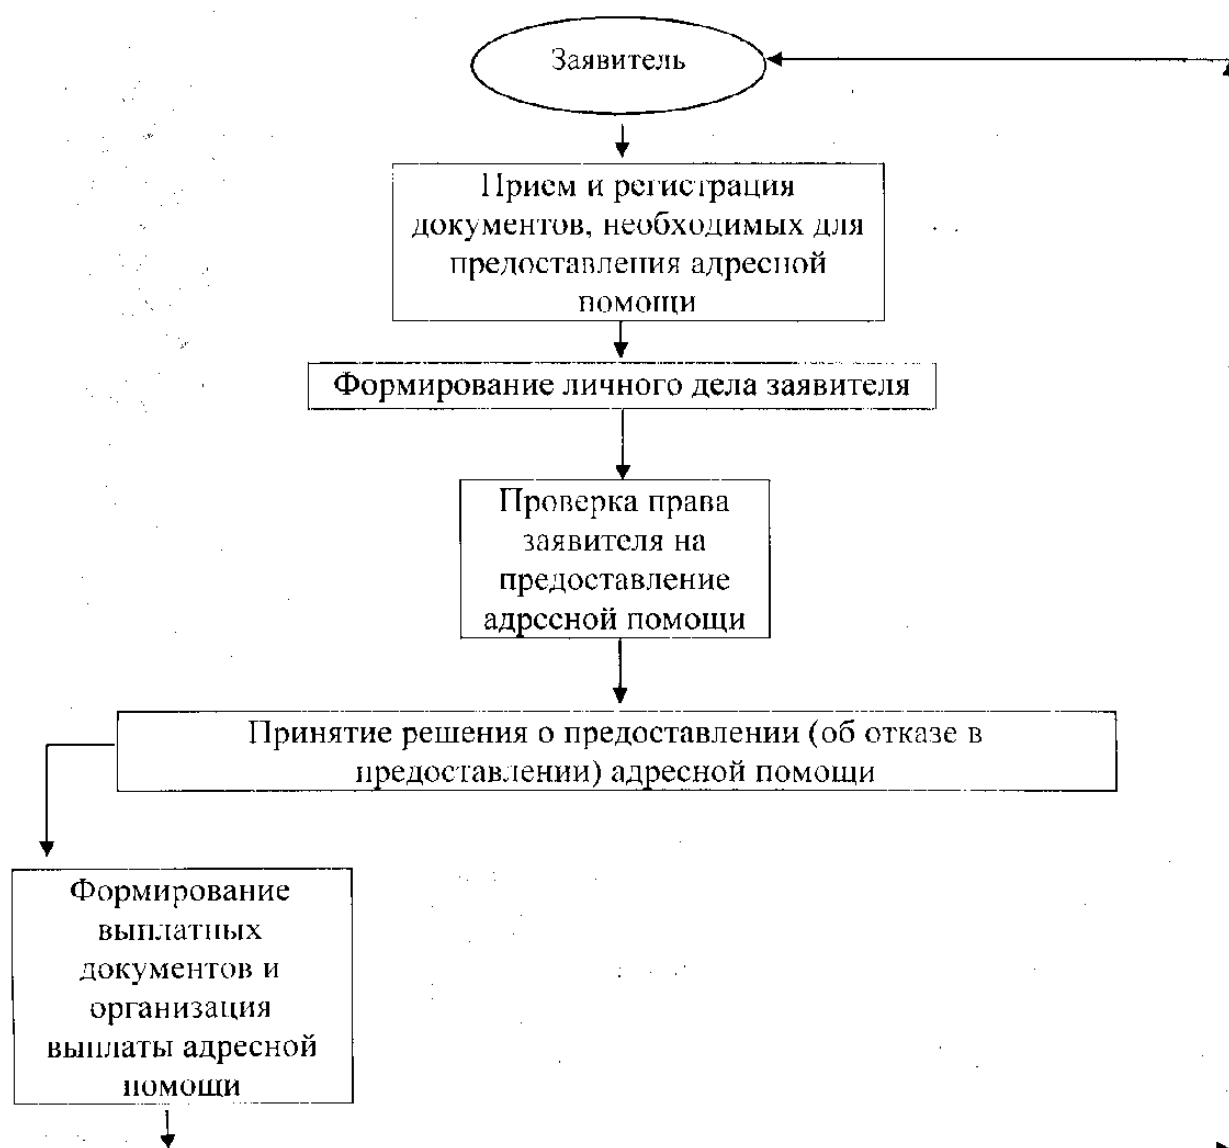 Заявитель
Прием и регистрация
документов, необходимых для
предоставления адресной
помощи
Формирование личного дела заявителя
Проверка права
заявителя на
предоставление
адресной помощи
Принятие решения о предоставлении (об отказе в
предоставлении) адресной помощи
Формирование
выплатных
документов и
организация
выплаты адресной
помощи